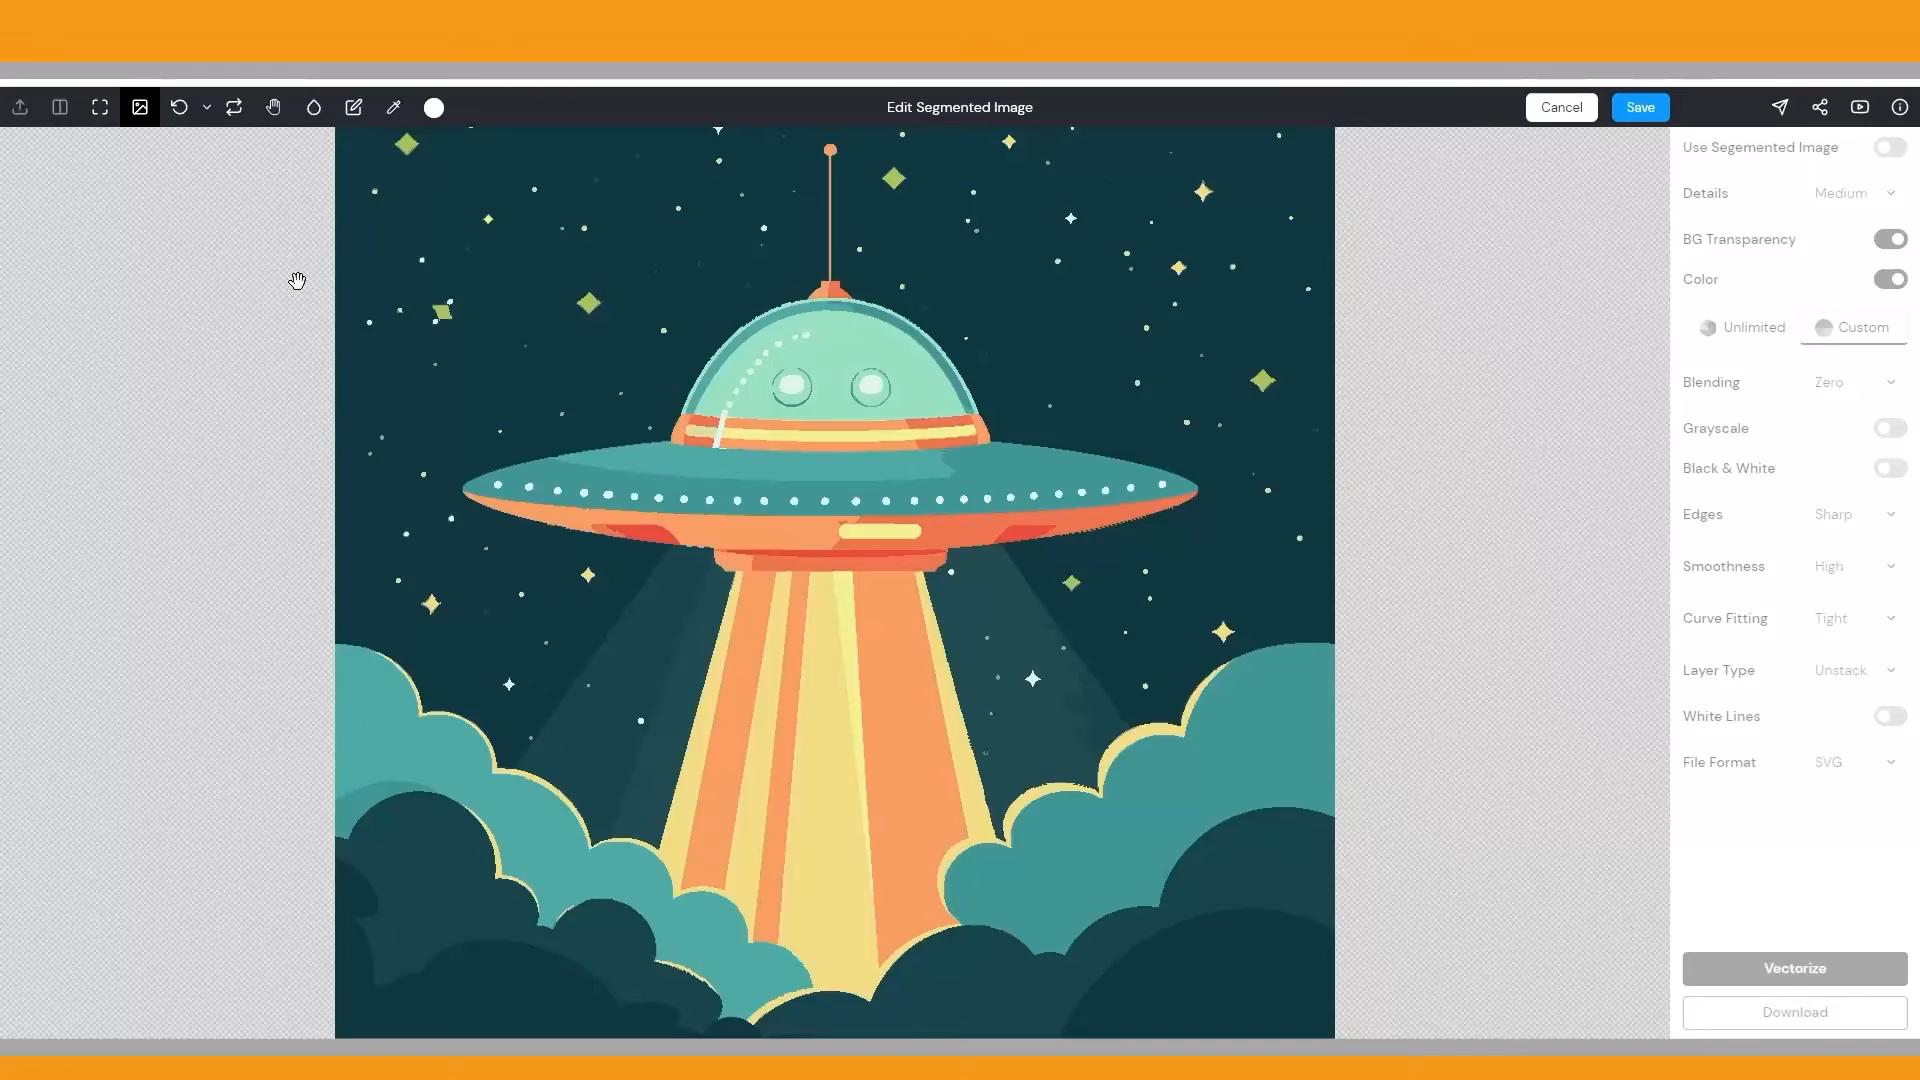 Edit Segmented Image
Cancel
Save
Use Segemented Image
Details Medium
BG Transparency
Color
Unlimited Custom
Blending Zero
Grayscale
Black & White
Edges Sharp
Smoothness High
Curve Fitting Tight
Layer Type Unstack
White Lines
File Format SVG
Vectorize
Download